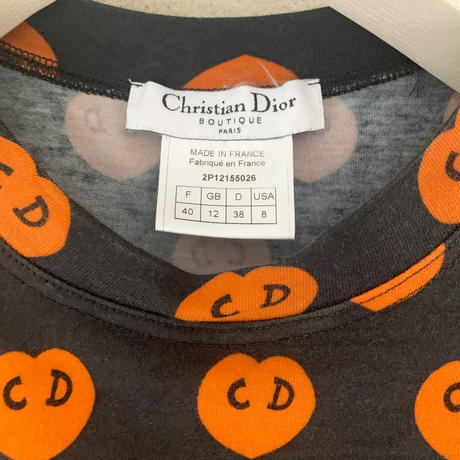 Christian Dior
BOUTIQUE
PARIS
MADE IN FRANCE
Fabriqué en France
2P12155026
F GB D USA
40 12 38 8
CD
CD
CD
CD
CD
C
CD
CD
C